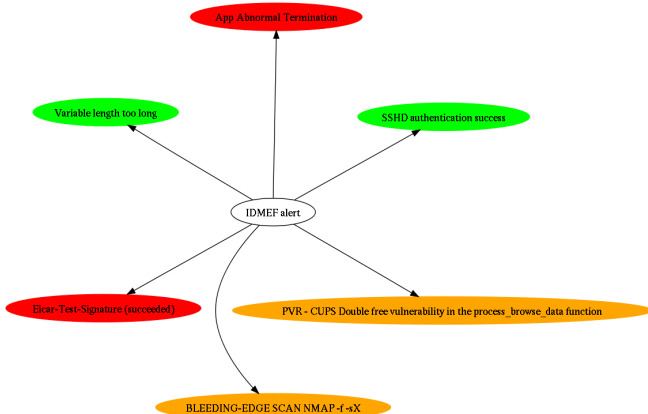 App Abnormal Termination
Variable length too long
SSHD authentication success
IDMEF alert
Eicar-Test-Signature (succeeded)
PVR - CUPS Double free vulnerability in the process_browse_data function
BLEEDING-EDGE SCAN NMAP -f -sX